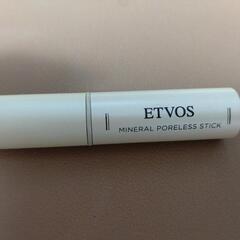 ETVOS
MINERAL PORELESS STICK